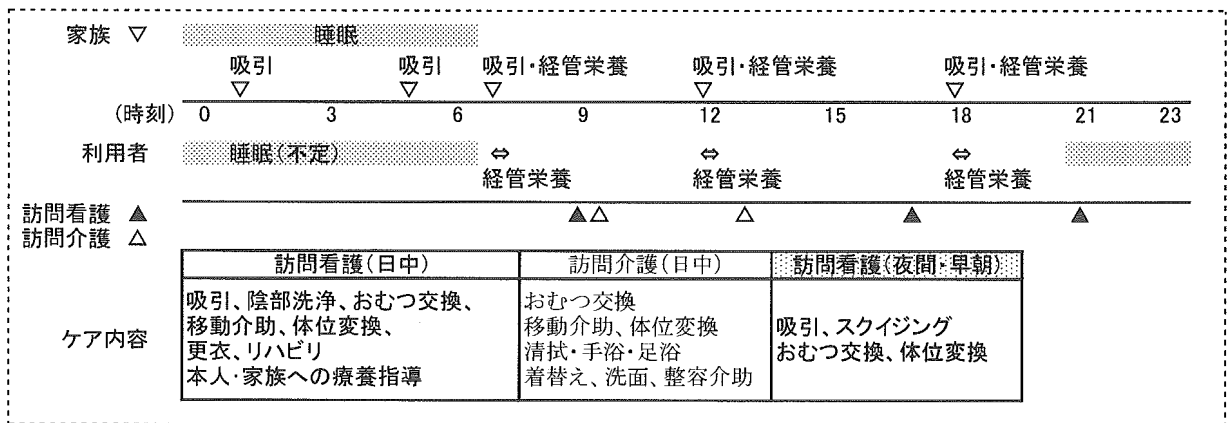 家族 ▽ 睡眠
吸引 吸引 吸引・経管栄養 吸引・経管栄養 吸引・経管栄養
▽ ▽ ▽ ▽ ▽
(時刻) 0 3 6 9 12 15 18 21 23
利用者 睡眠(不定) ⇔ ⇔ ⇔
経管栄養 経管栄養 経管栄養
訪問看護 ▲ ▲△ △ ▲ ▲
訪問介護 △
訪問看護(日中) 訪問介護(日中) 訪問看護(夜間・早朝)
ケア内容
吸引、陰部洗浄、おむつ交換、
移動介助、体位変換、
更衣、リハビリ
本人・家族への療養指導
おむつ交換
移動介助、体位変換
清拭・手浴・足浴
着替え、洗面、整容介助
吸引、スクイジング
おむつ交換、体位変換